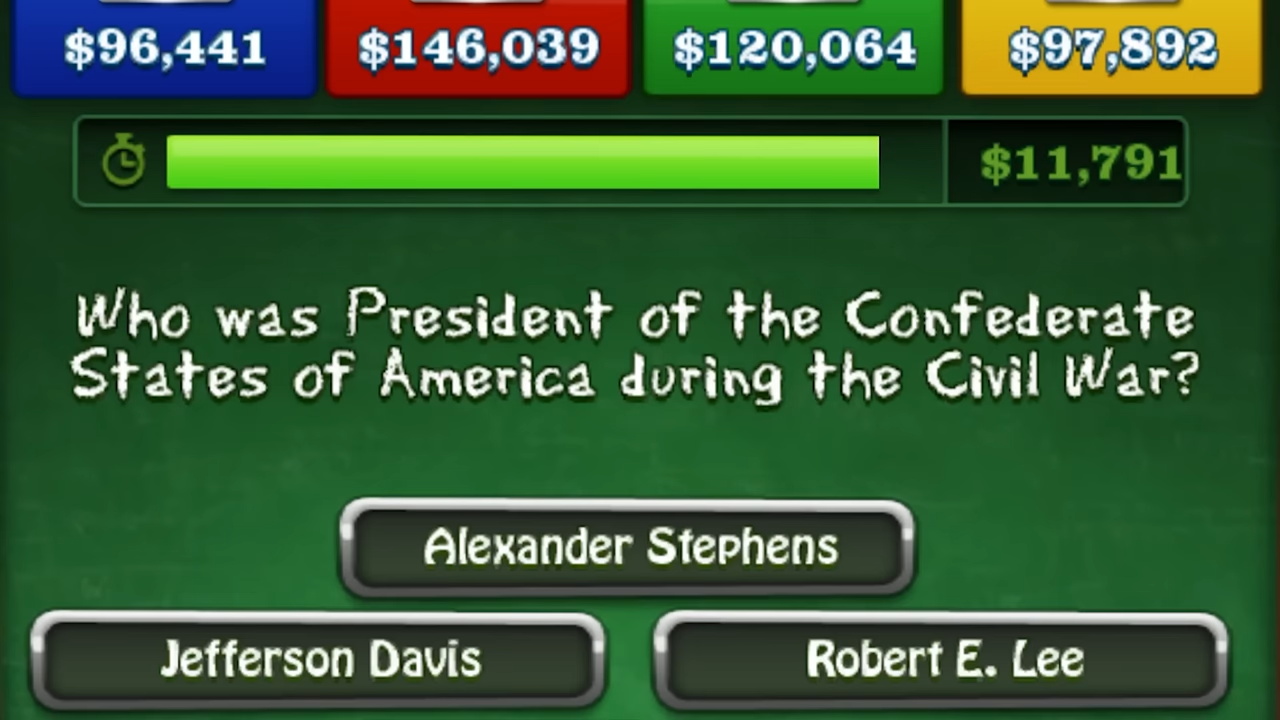 $96,441 $146,039 $120,064 $97,892
$11,791
Who was President of the Confederate
States of America during the Civil War?
Alexander Stephens
Jefferson Davis Robert E. Lee